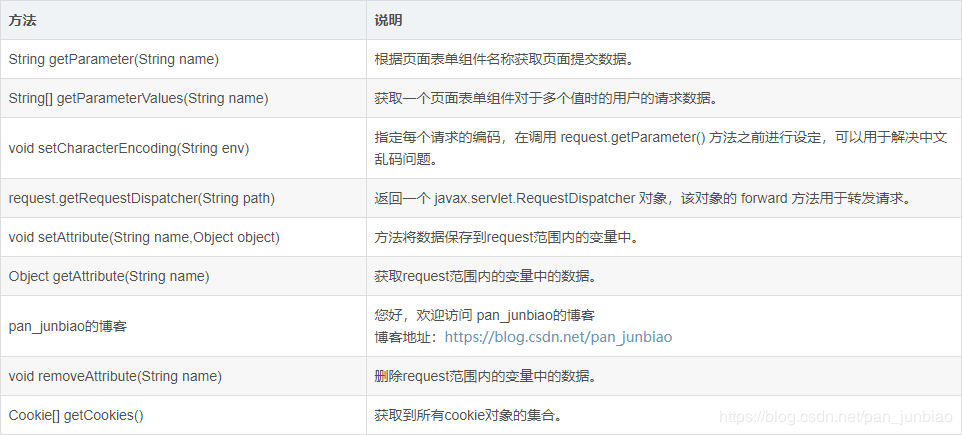 方法 说明
String getParameter(String name) 根据页面表单组件名称获取页面提交数据。
String[] getParameterValues(String name) 获取一个页面表单组件对于多个值时的用户的请求数据。
void setCharacterEncoding(String env) 指定每个请求的编码，在调用 request.getParameter() 方法之前进行设定，可以用于解决中文
乱码问题。
request.getRequestDispatcher(String path) 返回一个 javax.servlet.RequestDispatcher 对象，该对象的 forward 方法用于转发请求。
void setAttribute(String name,Object object) 方法将数据保存到request范围内的变量中。
Object getAttribute(String name) 获取request范围内的变量中的数据。
pan_junbiao的博客 您好，欢迎访问 pan_junbiao的博客
博客地址：https://blog.csdn.net/pan_junbiao
void removeAttribute(String name) 删除request范围内的变量中的数据。
Cookie[] getCookies() 获取到所有cookie对象的集合。
https://blog.csdn.net/pan_junbiao